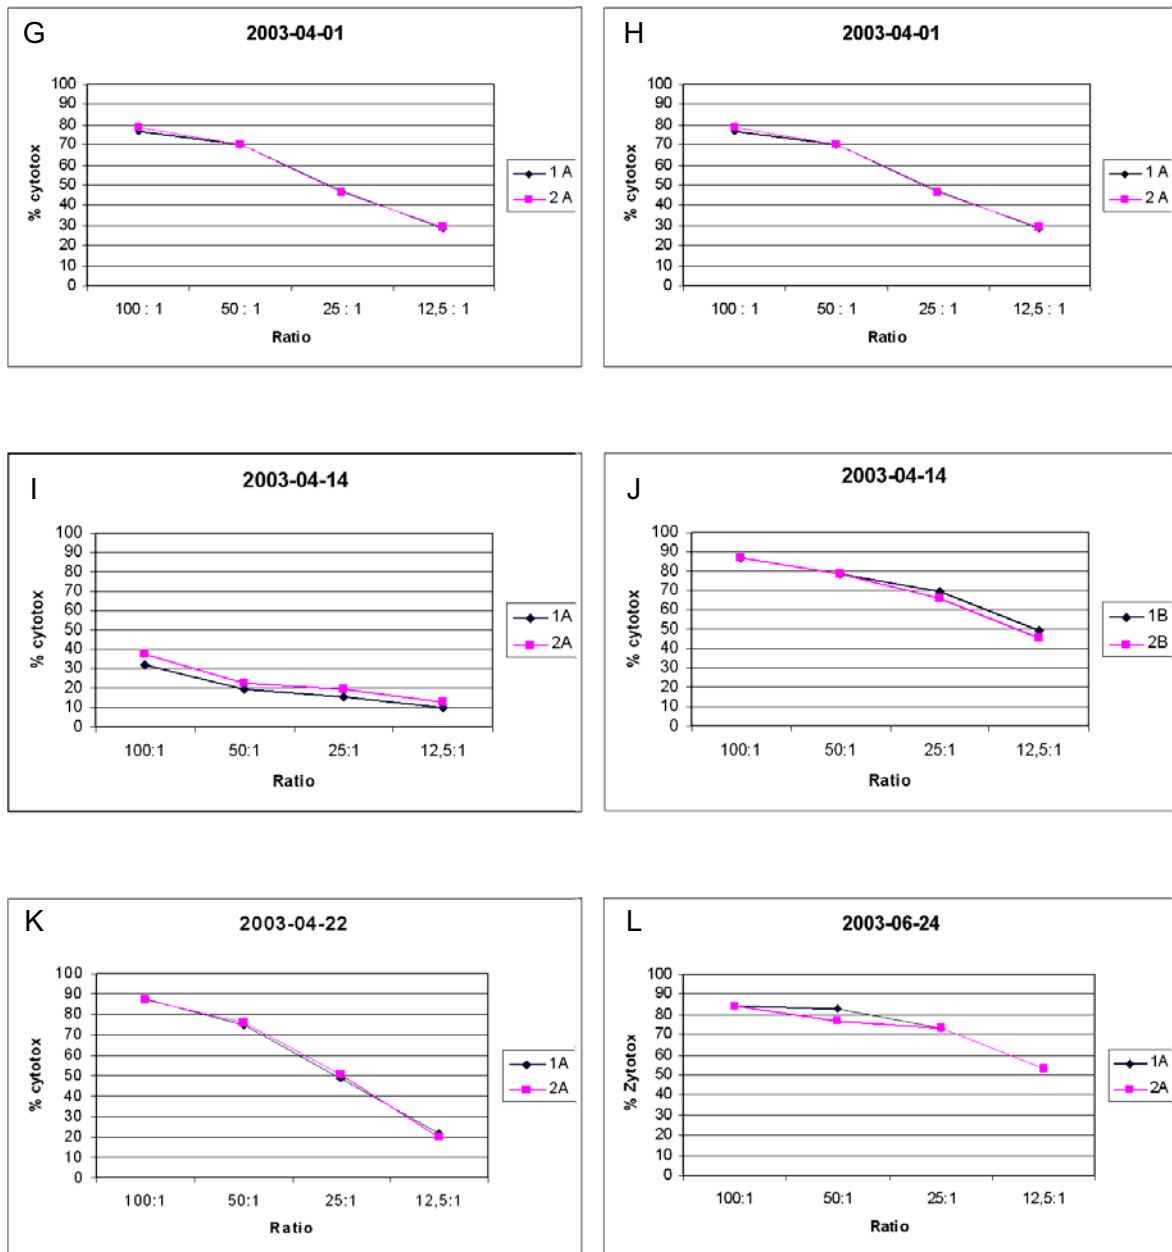 G
2003-04-01
100
90
80
70
60
50
40
30
20
10
0
% cytotox
100 : 1 50 : 1 25 : 1 12,5 : 1
Ratio
1 A
2 A
H
2003-04-01
100
90
80
70
60
50
40
30
20
10
0
% cytotox
100 : 1 50 : 1 25 : 1 12,5 : 1
Ratio
1 A
2 A
I
2003-04-14
100
90
80
70
60
50
40
30
20
10
0
% cytotox
100:1 50:1 25:1 12,5:1
Ratio
1A
2A
J
2003-04-14
100
90
80
70
60
50
40
30
20
10
0
% cytotox
100:1 50:1 25:1 12,5:1
Ratio
1B
2B
K
2003-04-22
100
90
80
70
60
50
40
30
20
10
0
% cytotox
100:1 50:1 25:1 12,5:1
Ratio
1A
2A
L
2003-06-24
100
90
80
70
60
50
40
30
20
10
0
% Zytotox
100:1 50:1 25:1 12,5:1
Ratio
1A
2A